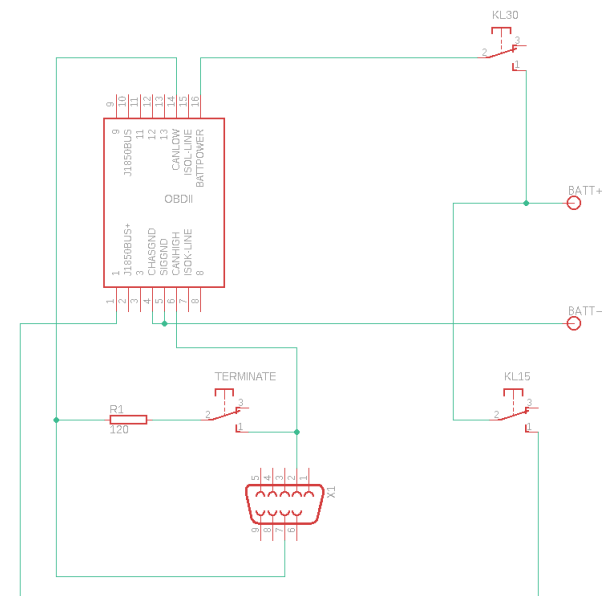 KL30
3
2
1
9
10
11
12
13
14
15
16
9
J1850BUS
11
12
13
CANLOW
ISOL-LINE
BATTPOWER
OBDII
1
J1850BUS+
3
CHASGND
SIGGND
CANHIGH
ISOK-LINE
8
1
2
3
4
5
6
7
8
BATT+
BATT-
TERMINATE
3
2
1
R1
120
KL15
3
2
1
5
4
3
2
1
X1
9
8
7
6